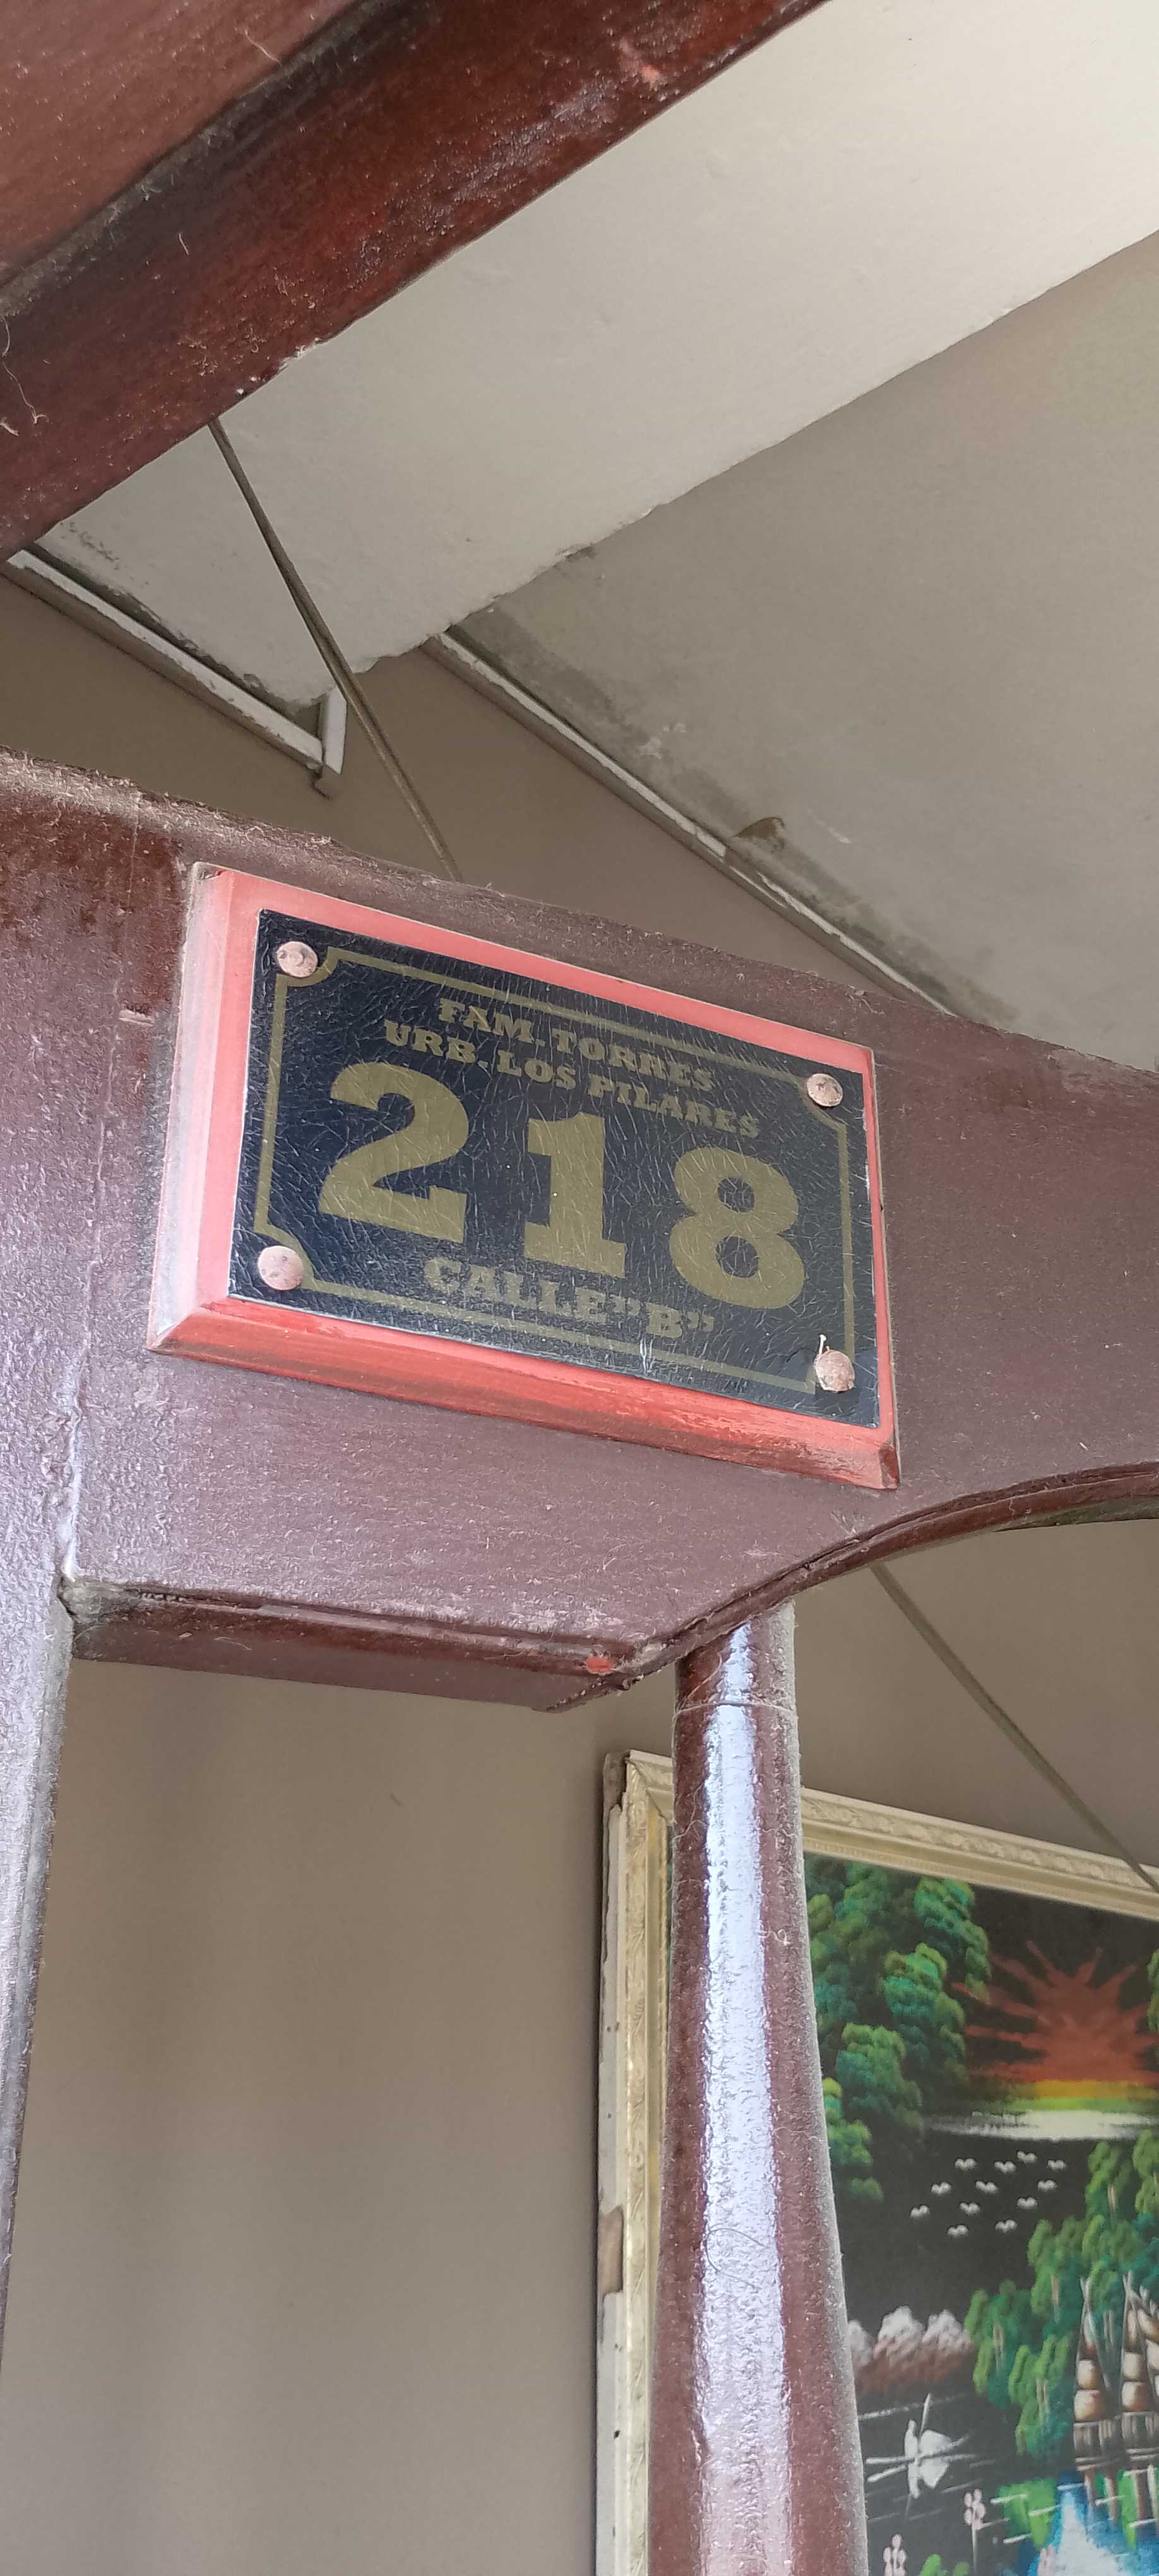 FAM. TORRES
URB. LOS PILARES
218
CALLE "B"